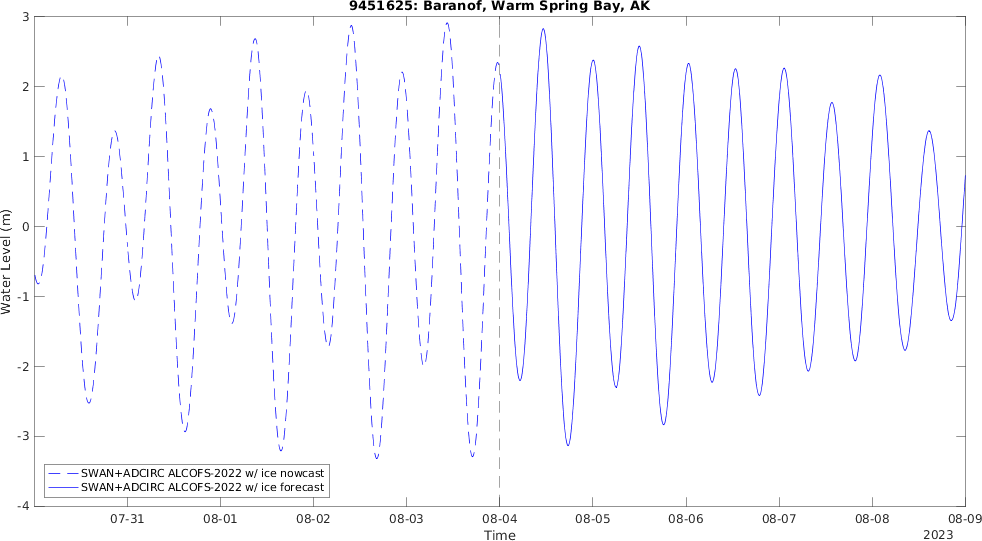 9451625: Baranof, Warm Spring Bay, AK
3
2
1
0
-1
-2
-3
-4
Water Level (m)
SWAN+ADCIRC ALCOFS-2022 w/ ice nowcast
SWAN+ADCIRC ALCOFS-2022 w/ ice forecast
07-31 08-01 08-02 08-03 08-04 08-05 08-06 08-07 08-08 08-09
Time
2023